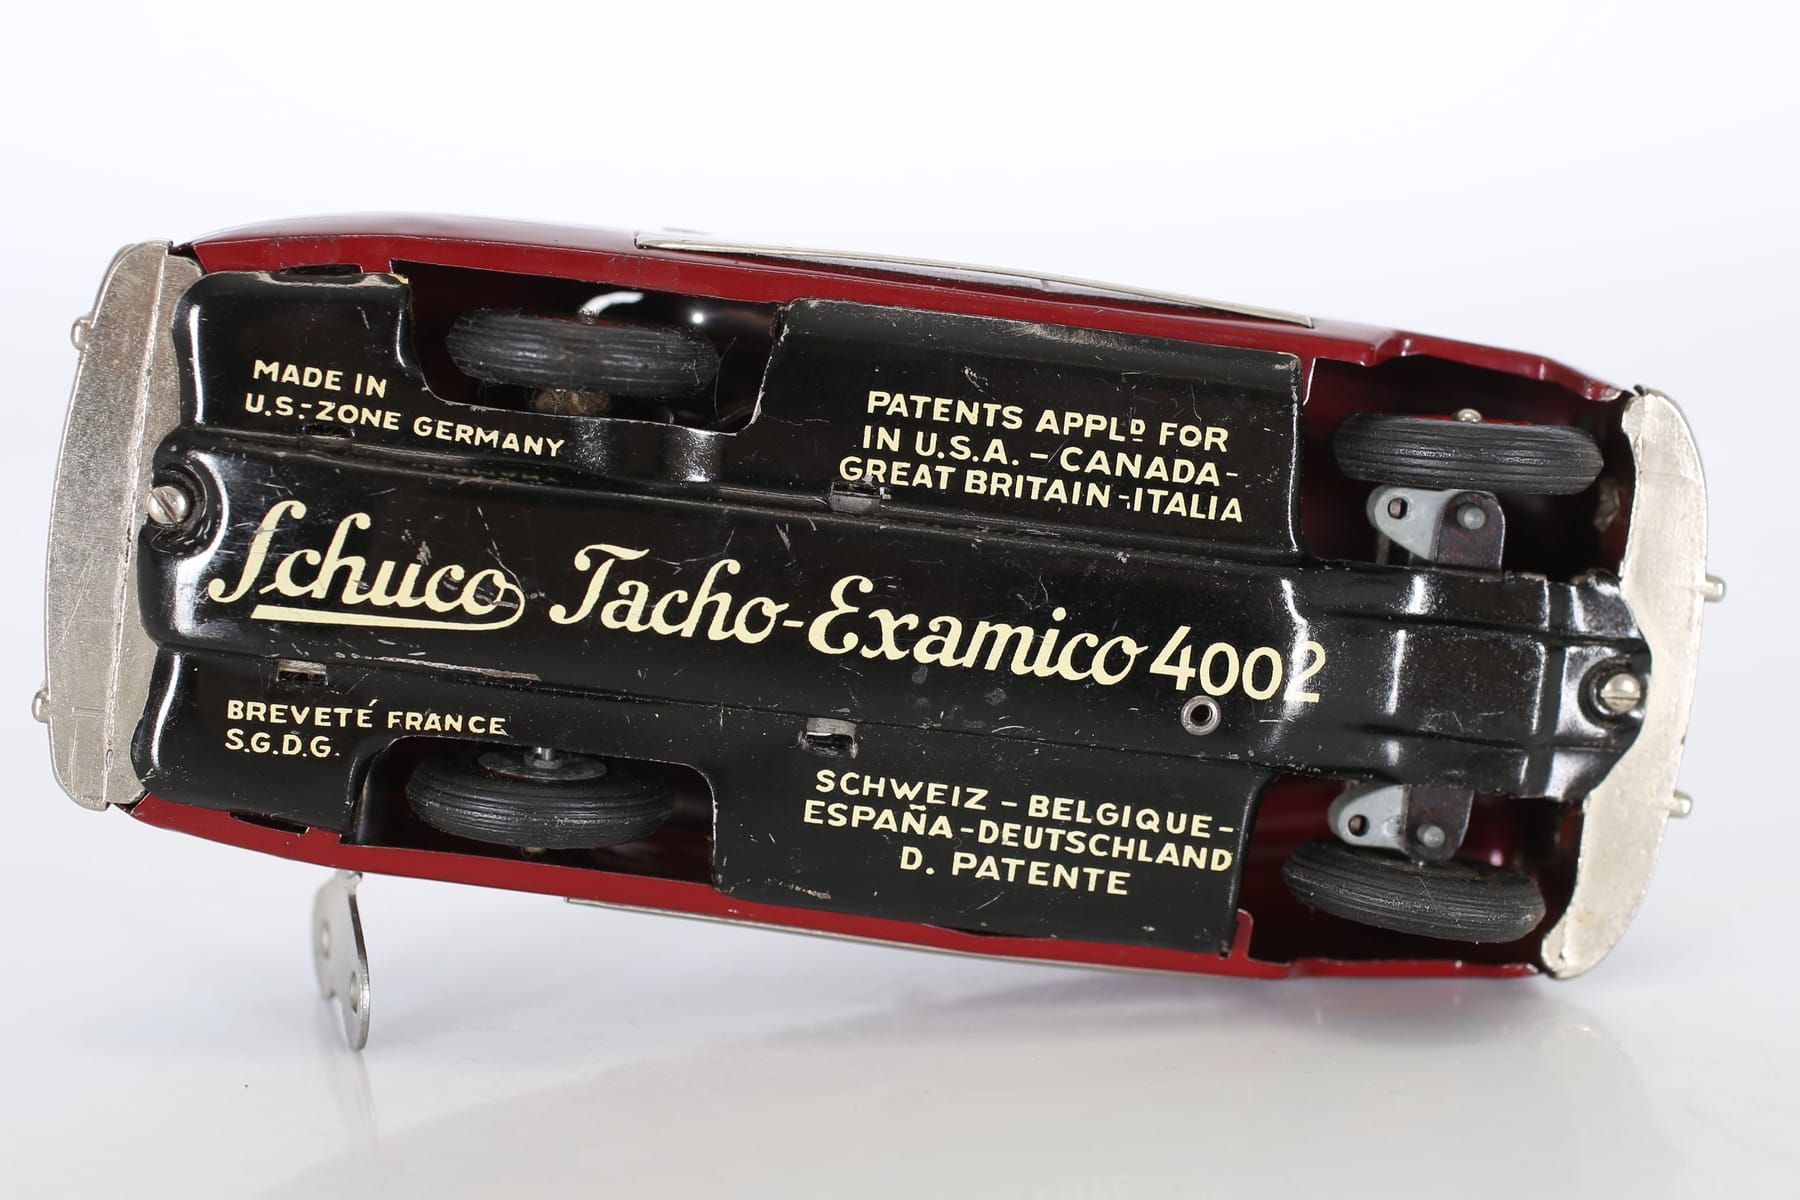 MADE IN
U.S.-ZONE GERMANY
PATENTS APPLD FOR
IN U.S.A. – CANADA-
GREAT BRITAIN-ITALIA
Schuco Tacho-Examico 4002
BREVETÉ FRANCE
S.G.D.G.
SCHWEIZ – BELGIQUE-
ESPAÑA-DEUTSCHLAND
D. PATENTE